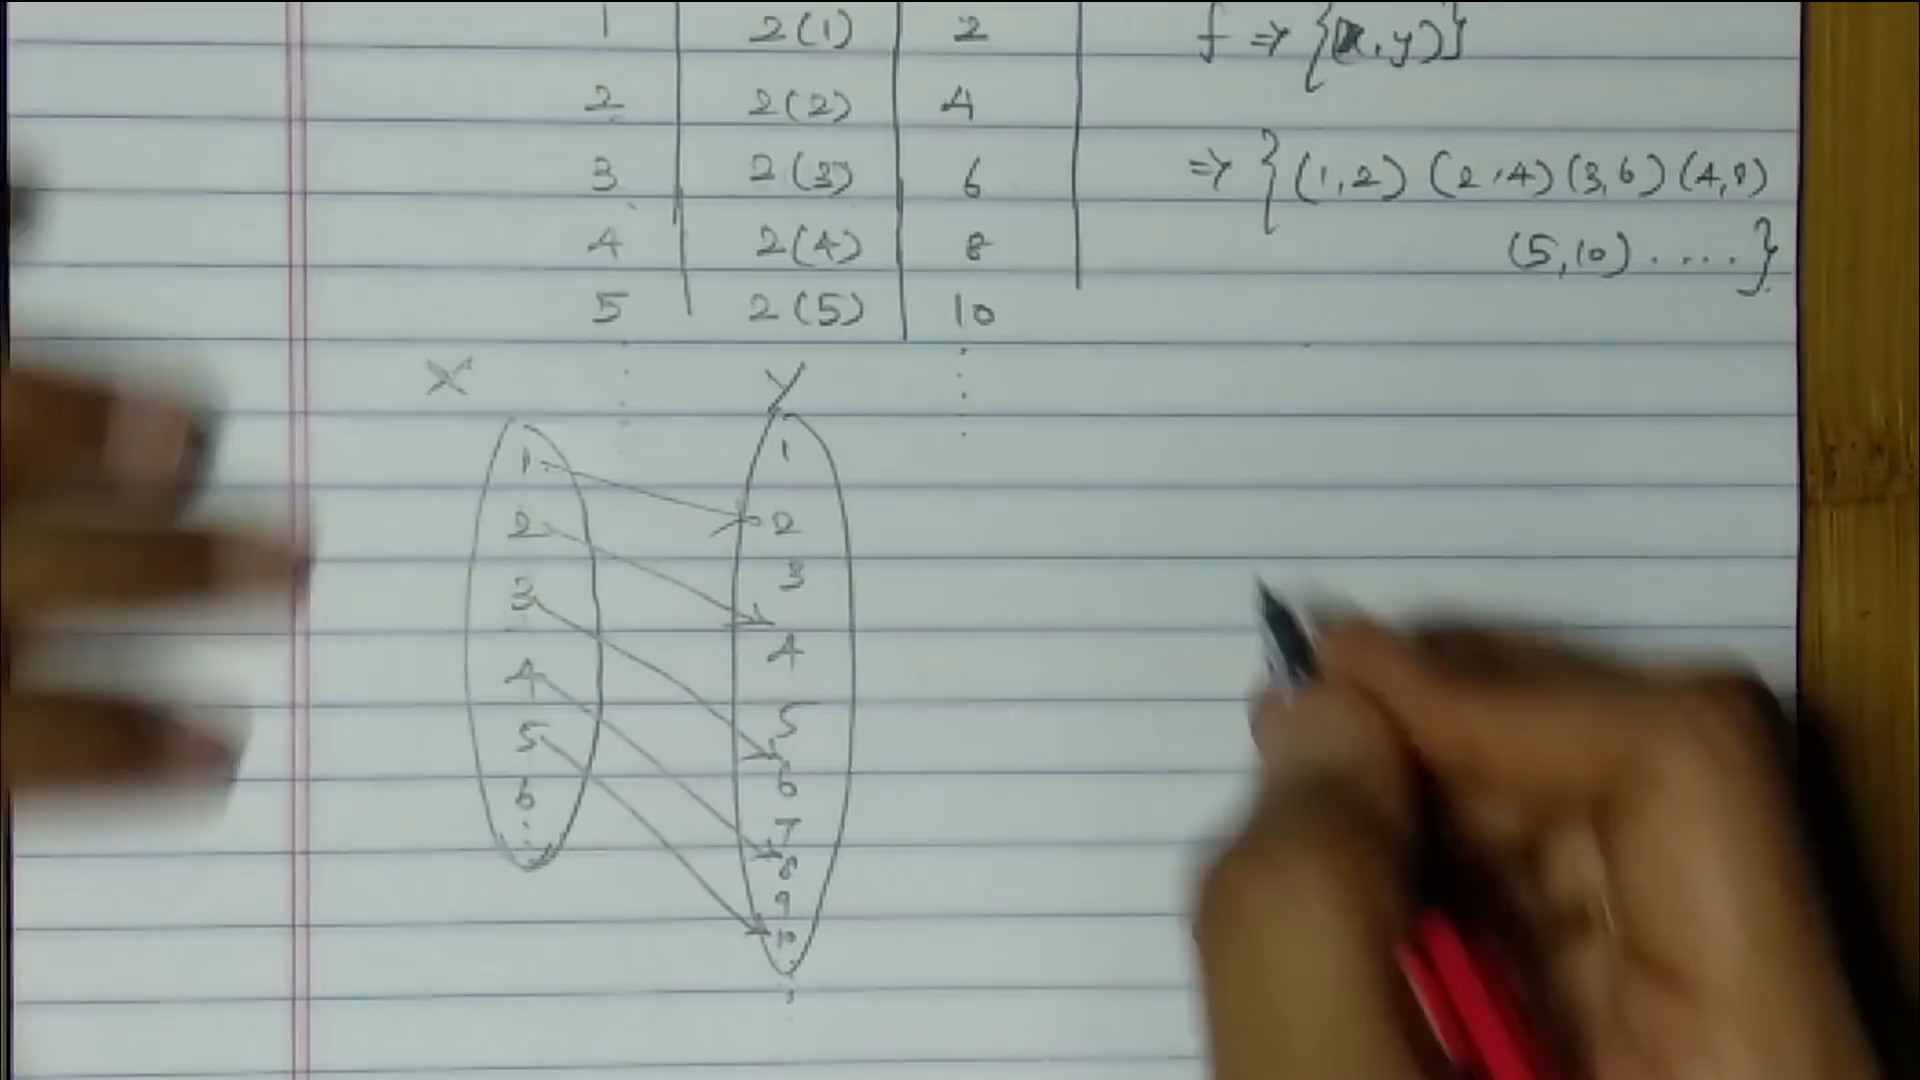 1 2(1) 2
2 2(2) 4
3 2(3) 6
4 2(4) 8
5 2(5) 10
f ⇒ {(x,y)}
⇒ {(1,2) (2,4) (3,6) (4,8)
(5,10) ....}
X Y
1
2
3
4
5
6
1
2
3
4
5
6
7
8
9